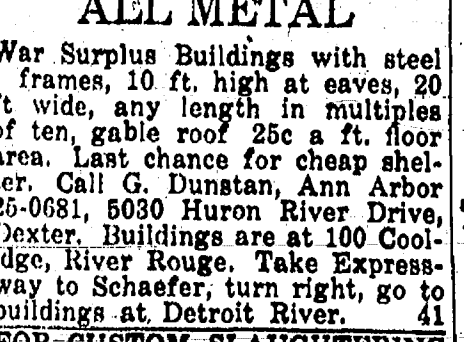 ALL METAL
War Surplus Buildings with steel
frames, 10 ft. high at eaves, 20
ft wide, any length in multiples
of ten, gable roof 25c a ft. floor
area. Last chance for cheap shel-
ter. Call G. Dunstan, Ann Arbor
25-0681, 5030 Huron River Drive,
Dexter. Buildings are at 100 Cool-
idge, River Rouge. Take Express-
way to Schaefer, turn right, go to
buildings at Detroit River. 41
FOR CUSTOM SLAUGHTERING